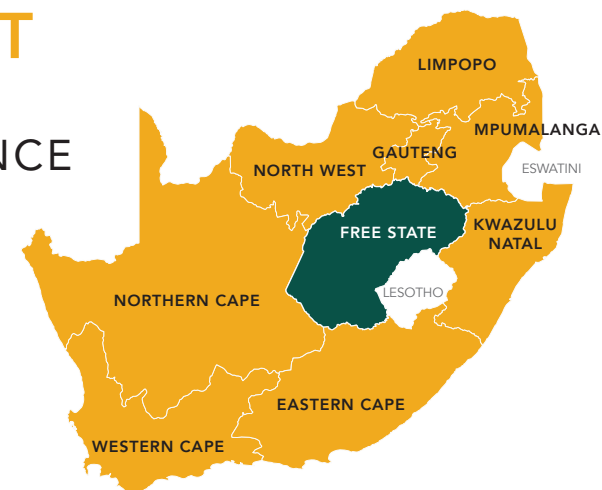 T
NCE
LIMPOPO
MPUMALANGA
GAUTENG
NORTH WEST
ESWATINI
FREE STATE
KWAZULU
NATAL
LESOTHO
NORTHERN CAPE
EASTERN CAPE
WESTERN CAPE